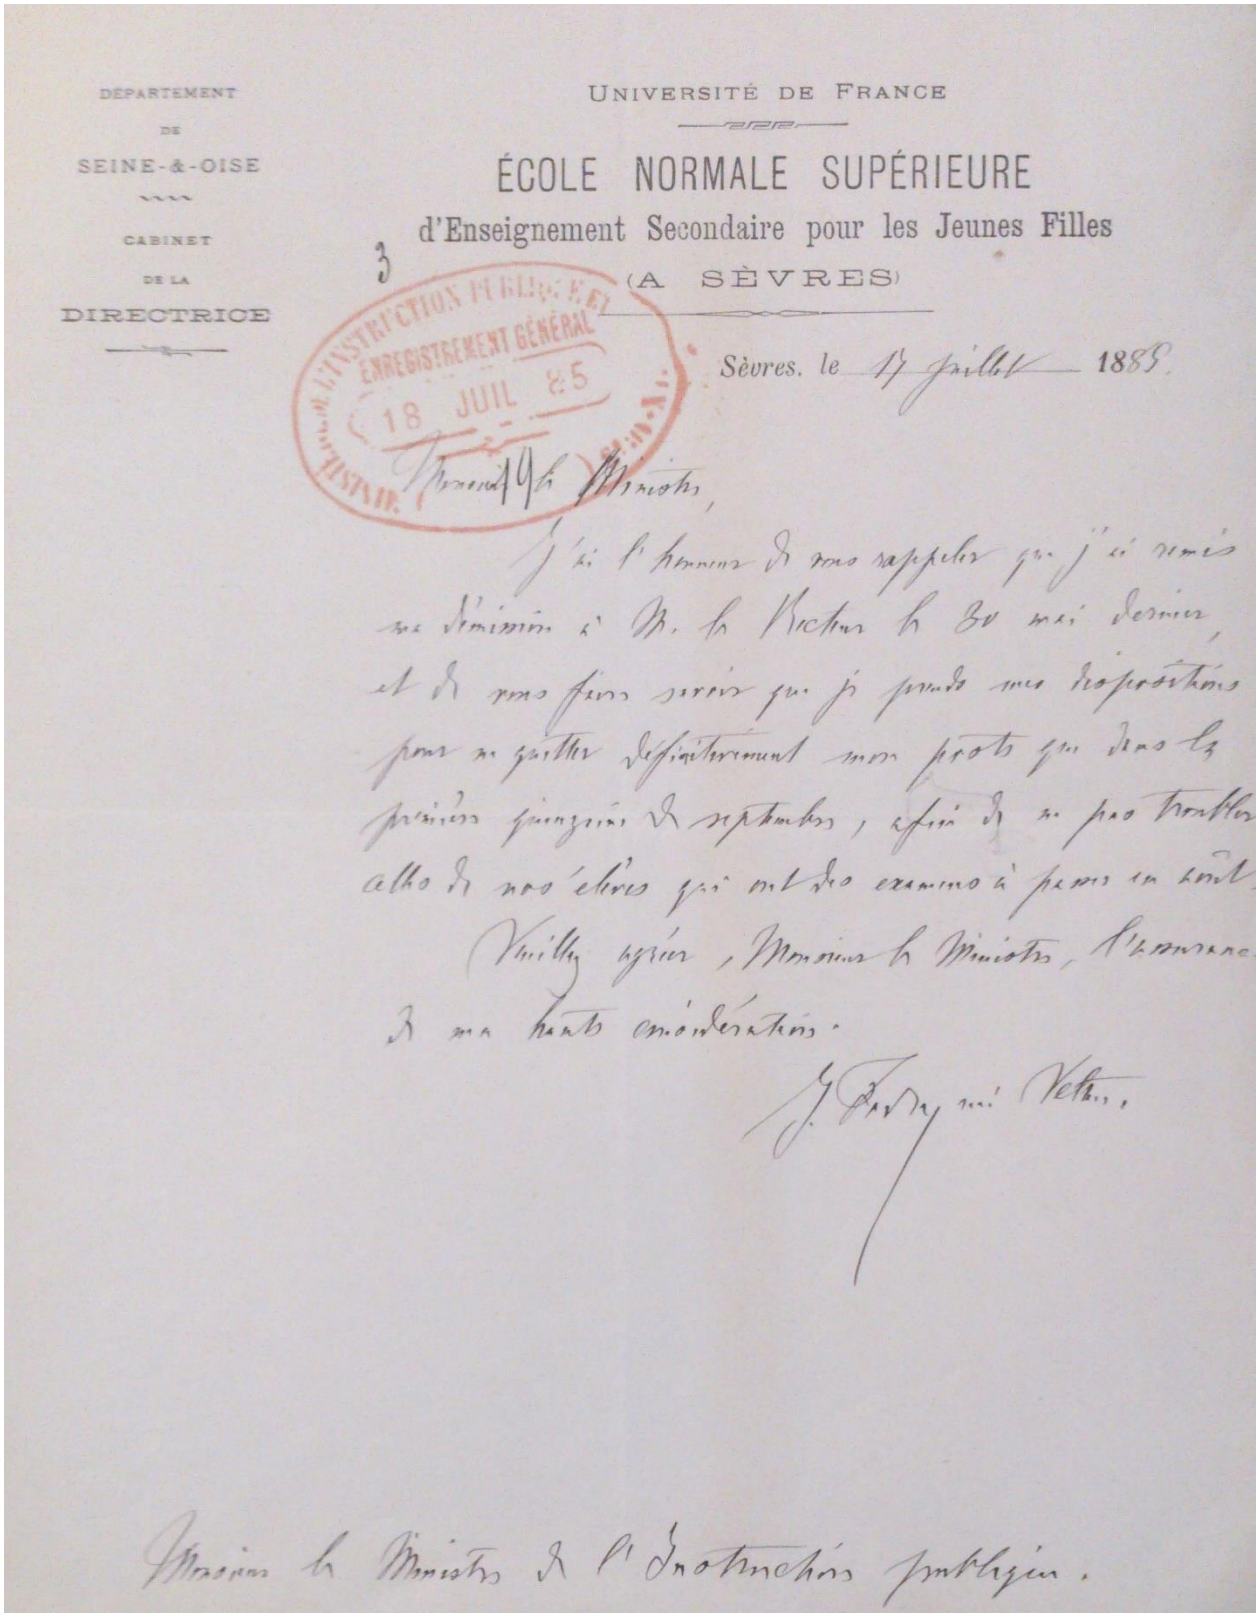 DÉPARTEMENT
DE
SEINE-&-OISE
CABINET
DE LA
DIRECTRICE
UNIVERSITÉ DE FRANCE
ÉCOLE NORMALE SUPÉRIEURE
d'Enseignement Secondaire pour les Jeunes Filles
(A SÈVRES)
3
MINISTÈRE DE L'INSTRUCTION PUBLIQUE ET
ENREGISTREMENT GÉNÉRAL
18 JUIL 85
Sèvres, le 17 juillet 1885.
Monsieur le Ministre,
J'ai l'honneur de vous rappeler que j'ai remis
ma démission à M. le Recteur le 30 mai dernier,
et de vous faire savoir que je prends mes dispositions
pour ne quitter définitivement mon poste que dans la
première quinzaine de septembre, afin de ne pas troubler
celles de nos élèves qui ont des examens à passer en août.
Veuillez agréer, Monsieur le Ministre, l'assurance
de ma haute considération.
J. Favre, née Velten.
Monsieur le Ministre de l'Instruction publique.